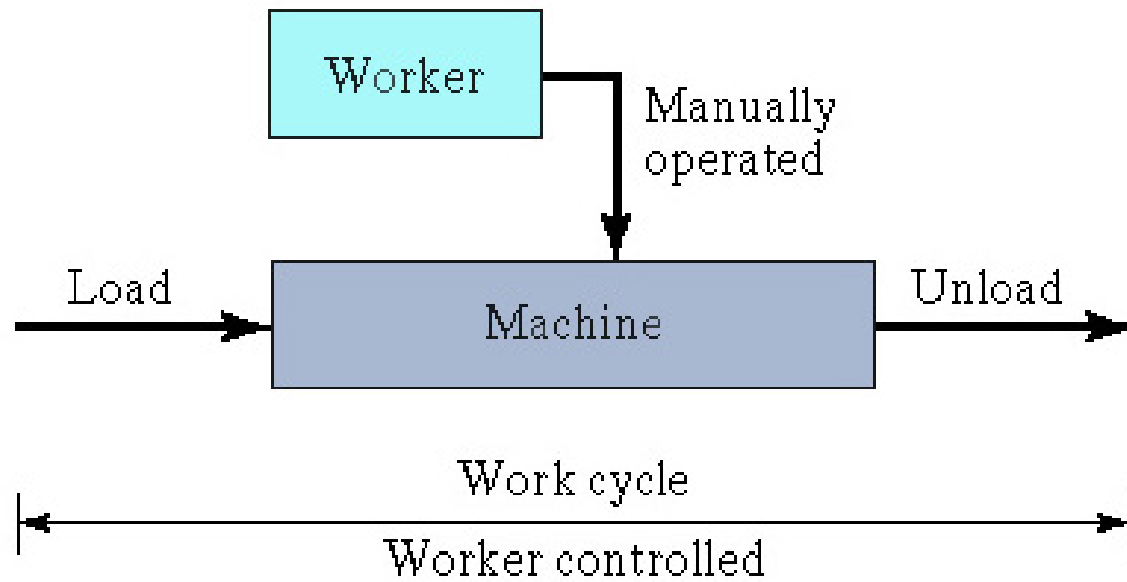 Worker
Manually
operated
Load
Machine
Unload
Work cycle
Worker controlled